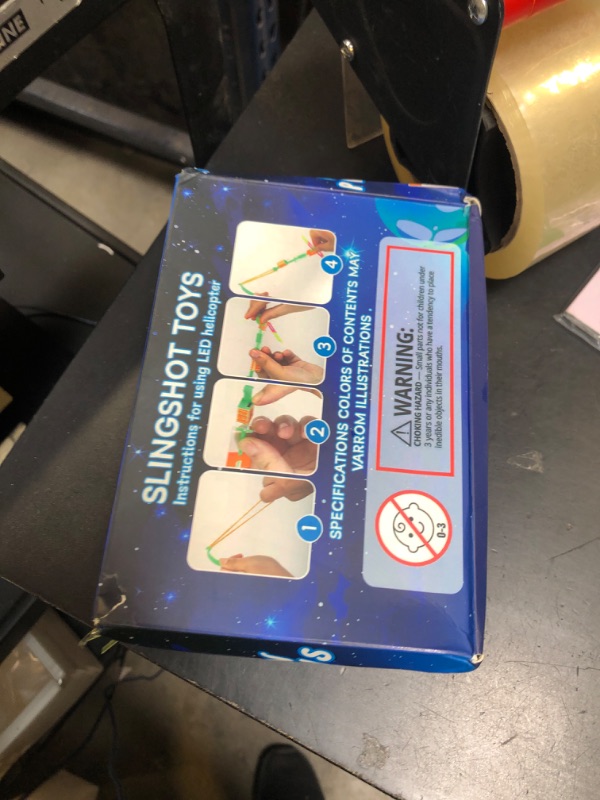 SLINGSHOT TOYS
Instructions for using LED helicopter
1
2
3
4
SPECIFICATIONS COLORS OF CONTENTS MAY
VARROM ILLUSTRATIONS .
WARNING:
CHOKING HAZARD — Small parts not for children under
3 years or any individuals who have a tendency to place
inedible objects in their mouths.
0-3